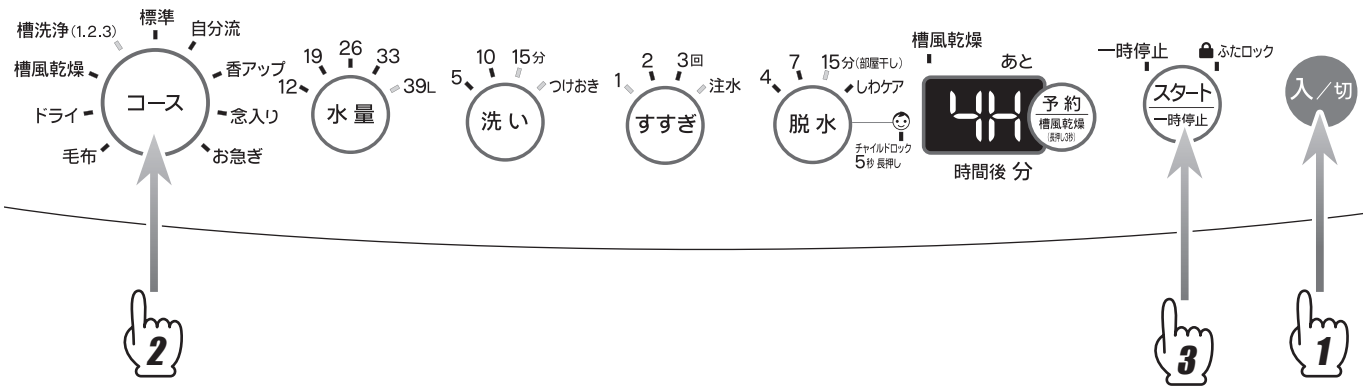 槽洗浄(1.2.3)
標準
自分流
槽風乾燥
香アップ
ドライ
念入り
毛布
お急ぎ
コース
12
19
26
33
39L
水量
5
10
15分
つけおき
洗い
1
2
3回
注水
すすぎ
4
7
15分(部屋干し)
しわケア
脱水
チャイルドロック
5秒 長押し
槽風乾燥
あと
4H
時間後 分
予約
槽風乾燥
(長押し3秒)
一時停止
ふたロック
スタート
一時停止
入/切
2
3
1